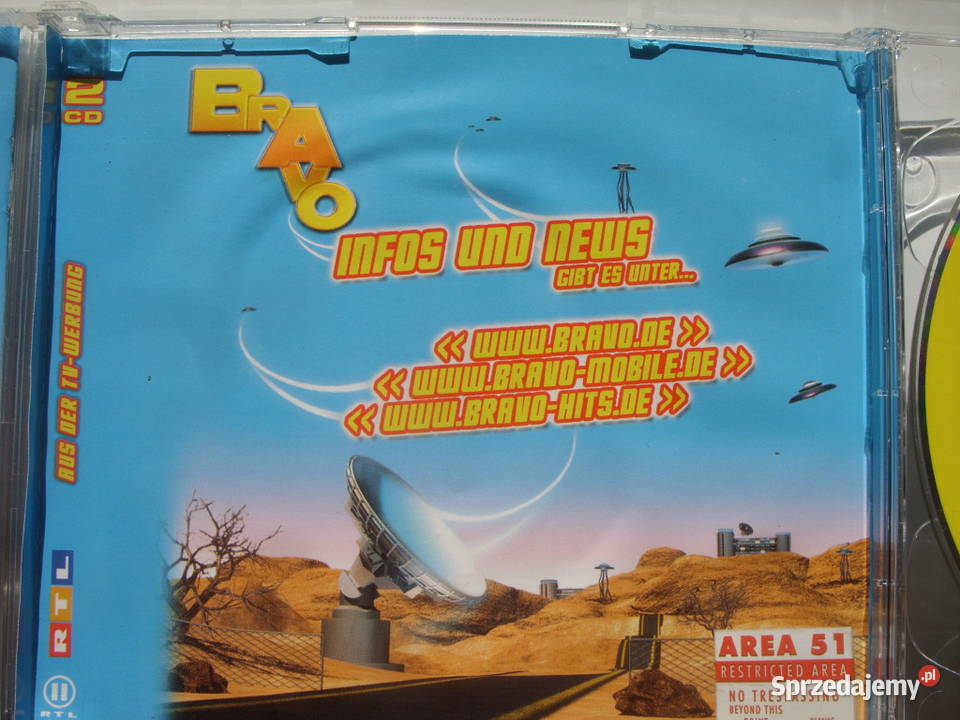 CD 2
AUS DER TV-WERBUNG
RTL
II
RTL
BRAVO
INFOS UND NEWS
GIBT ES UNTER...
<< WWW.BRAVO.DE >>
<< WWW.BRAVO-MOBILE.DE >>
<< WWW.BRAVO-HITS.DE >>
AREA 51
RESTRICTED AREA
NO TRESPASSING
BEYOND THIS
Sprzedajemy.pl